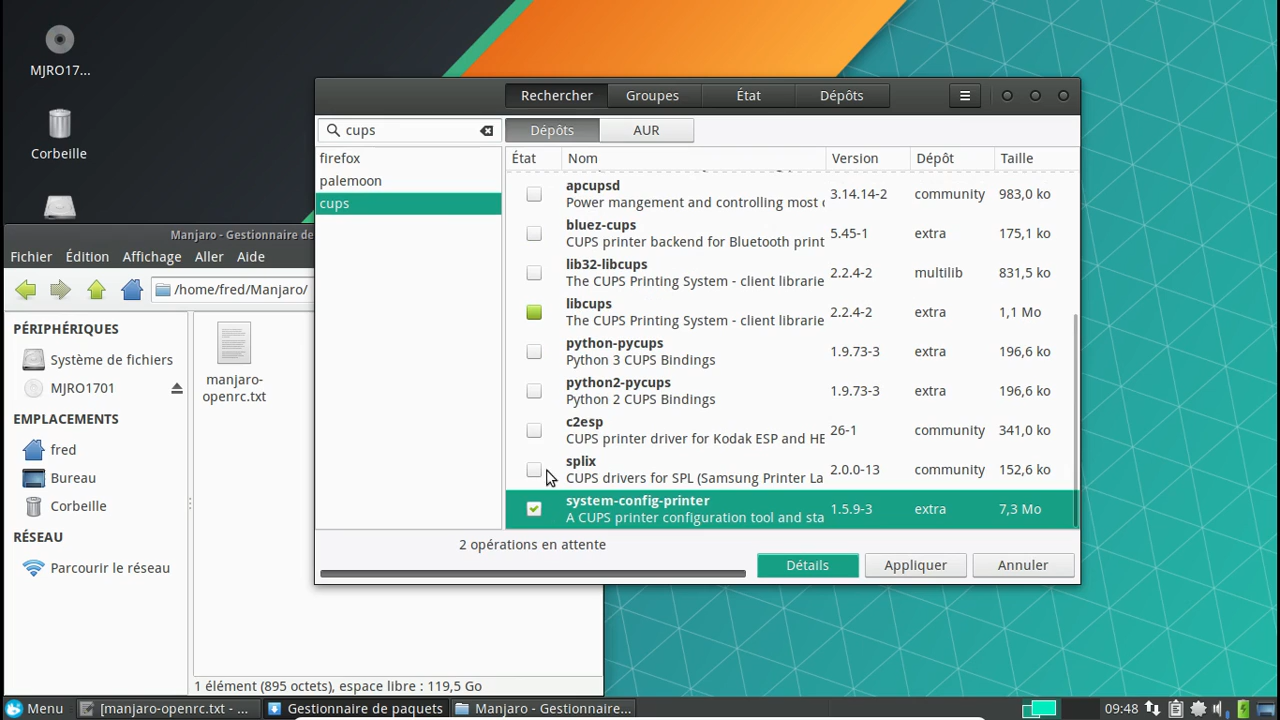 MJRO17...
Corbeille
Rechercher Groupes État Dépôts
cups Dépôts AUR
firefox
palemoon
cups
État Nom Version Dépôt Taille
apcupsd
Power mangement and controlling most 3.14.14-2 community 983,0 ko
bluez-cups
CUPS printer backend for Bluetooth print 5.45-1 extra 175,1 ko
lib32-libcups
The CUPS Printing System - client librarie 2.2.4-2 multilib 831,5 ko
libcups
The CUPS Printing System - client librarie 2.2.4-2 extra 1,1 Mo
python-pycups
Python 3 CUPS Bindings 1.9.73-3 extra 196,6 ko
python2-pycups
Python 2 CUPS Bindings 1.9.73-3 extra 196,6 ko
c2esp
CUPS printer driver for Kodak ESP and HE 26-1 community 341,0 ko
splix
CUPS drivers for SPL (Samsung Printer La 2.0.0-13 community 152,6 ko
system-config-printer
A CUPS printer configuration tool and sta 1.5.9-3 extra 7,3 Mo
2 opérations en attente
Détails Appliquer Annuler
Manjaro - Gestionnaire de
Fichier Édition Affichage Aller Aide
/home/fred/Manjaro/
PÉRIPHÉRIQUES
Système de fichiers
MJRO1701
EMPLACEMENTS
fred
Bureau
Corbeille
RÉSEAU
Parcourir le réseau
manjaro-
openrc.txt
1 élément (895 octets), espace libre : 119,5 Go
Menu [manjaro-openrc.txt - ... Gestionnaire de paquets Manjaro - Gestionnaire... 09:48